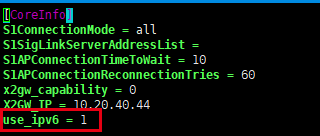 [CoreInfo]
S1ConnectionMode = all
S1SigLinkServerAddressList =
S1APConnectionTimeToWait = 10
S1APConnectionReconnectionTries = 60
x2gw_capability = 0
X2GW_IP = 10.20.40.44
use_ipv6 = 1